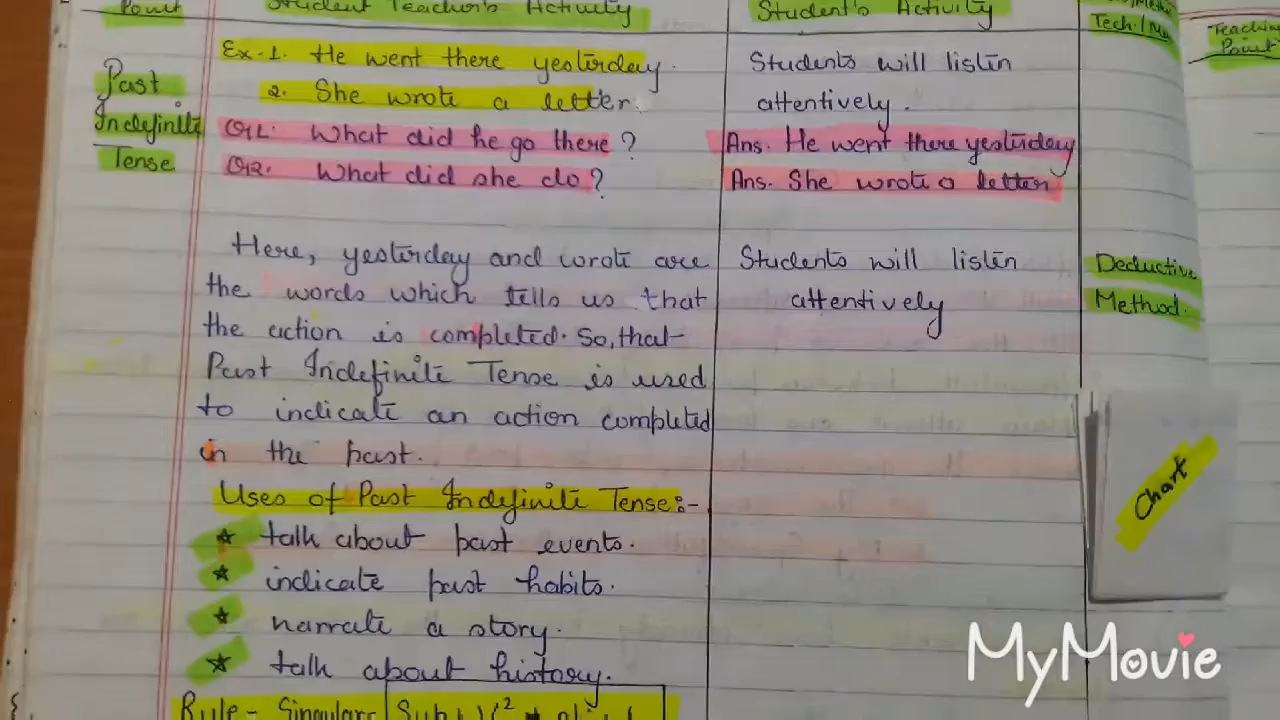 Point
Student Teacher's Activity
Student's Activity
Tech/
Teaching
Point
Past
Indefinite
Tense
Ex-1. He went there yesterday.
2. She wrote a letter.
Q1. What did he go there?
Q2. What did she do?
Students will listin
attentively.
Ans. He went there yesterday
Ans. She wrote a letter
Here, yesterday and wrote are
the words which tells us that
the action is completed. So, that
Past Indefinite Tense is used
to indicate an action completed
in the past.
Students will listin
attentively
Deductive
Method.
Uses of Past Indefinite Tense:-
talk about past events.
indicate past habits.
narrate a story.
talk about history.
Chart
Rule - Singular
MyMovie